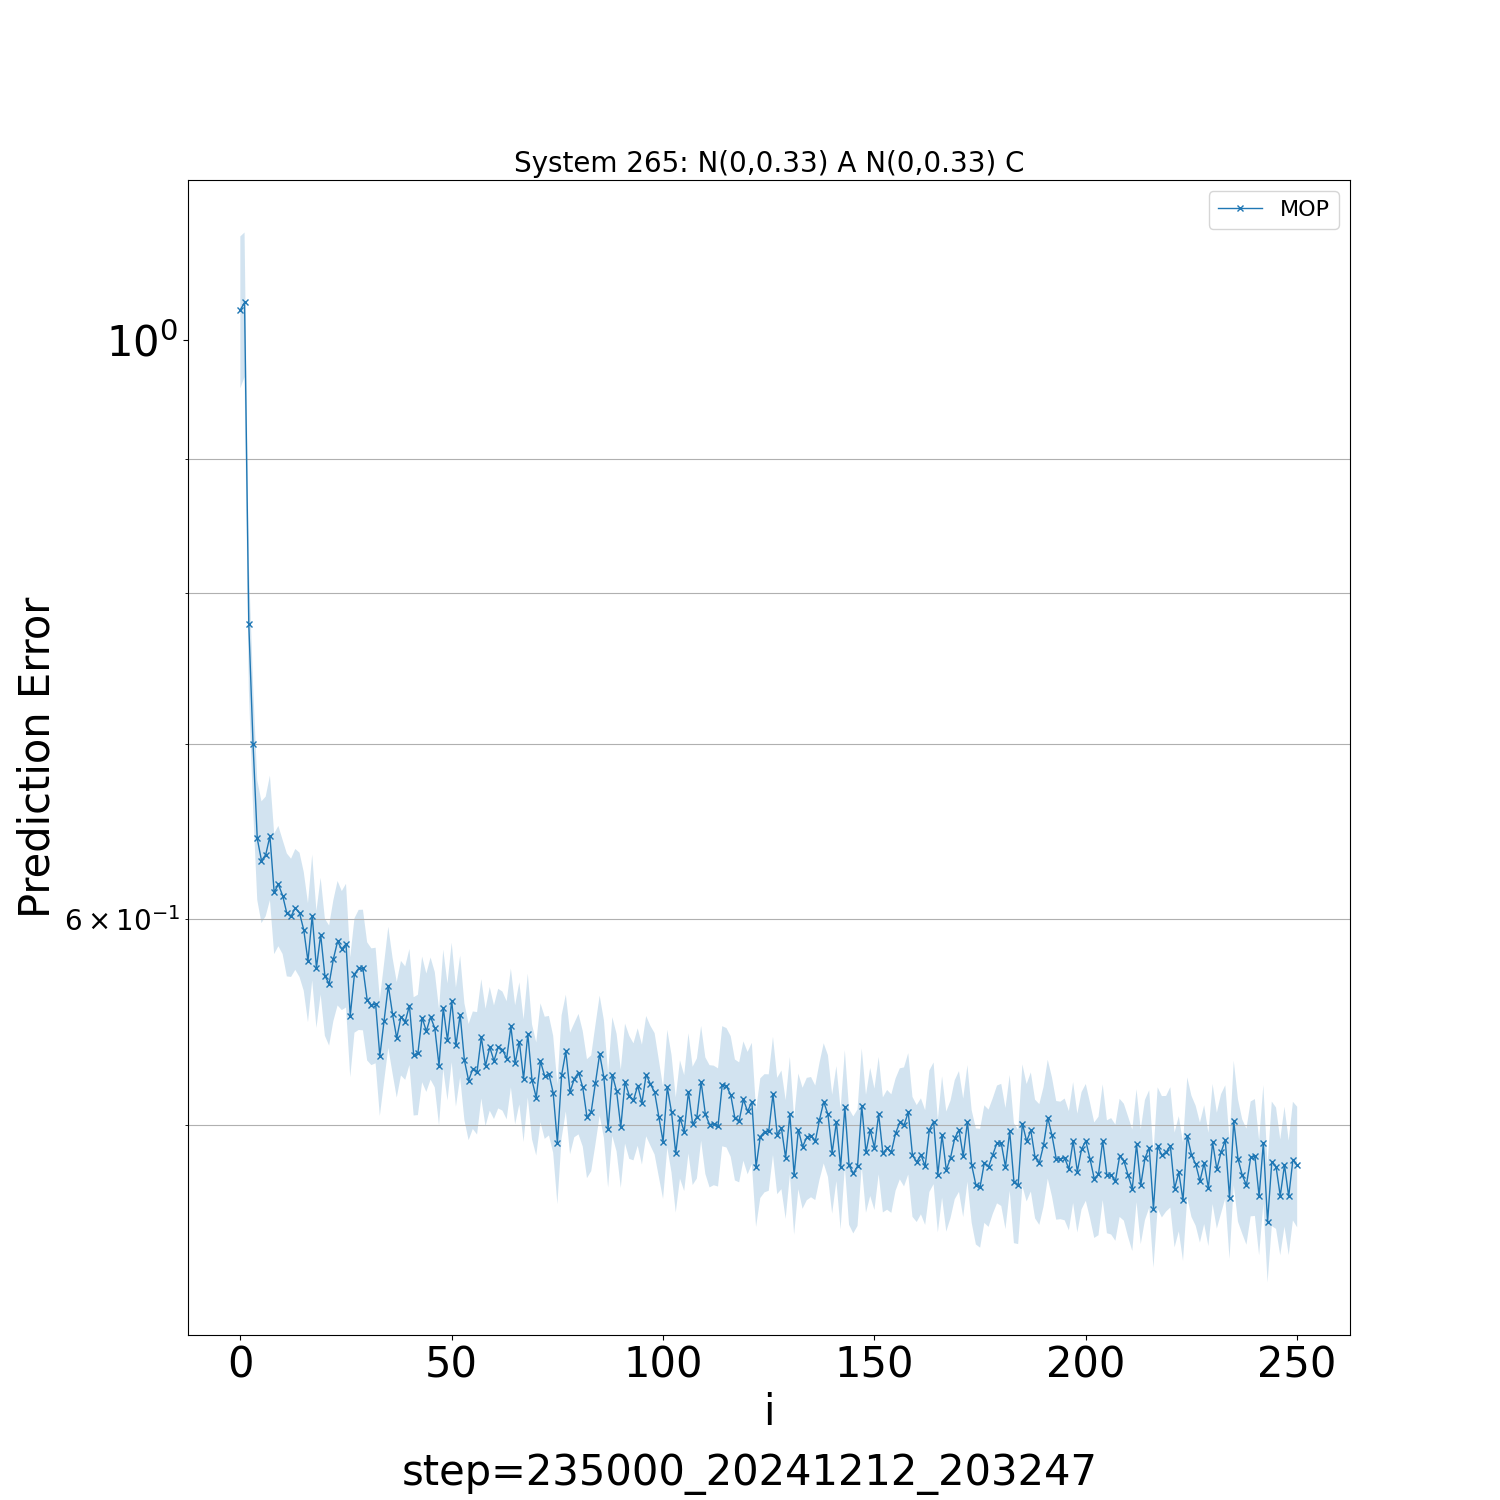 System 265: N(0,0.33) A N(0,0.33) C
MOP
10⁰
6 × 10⁻¹
Prediction Error
0 50 100 150 200 250
i
step=235000_20241212_203247